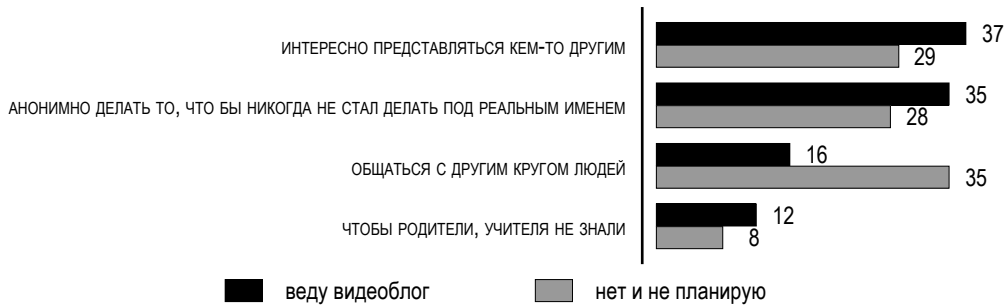 ИНТЕРЕСНО ПРЕДСТАВЛЯТЬСЯ КЕМ-ТО ДРУГИМ
37
29
АНОНИМНО ДЕЛАТЬ ТО, ЧТО БЫ НИКОГДА НЕ СТАЛ ДЕЛАТЬ ПОД РЕАЛЬНЫМ ИМЕНЕМ
35
28
ОБЩАТЬСЯ С ДРУГИМ КРУГОМ ЛЮДЕЙ
16
35
ЧТОБЫ РОДИТЕЛИ, УЧИТЕЛЯ НЕ ЗНАЛИ
12
8
веду видеоблог
нет и не планирую